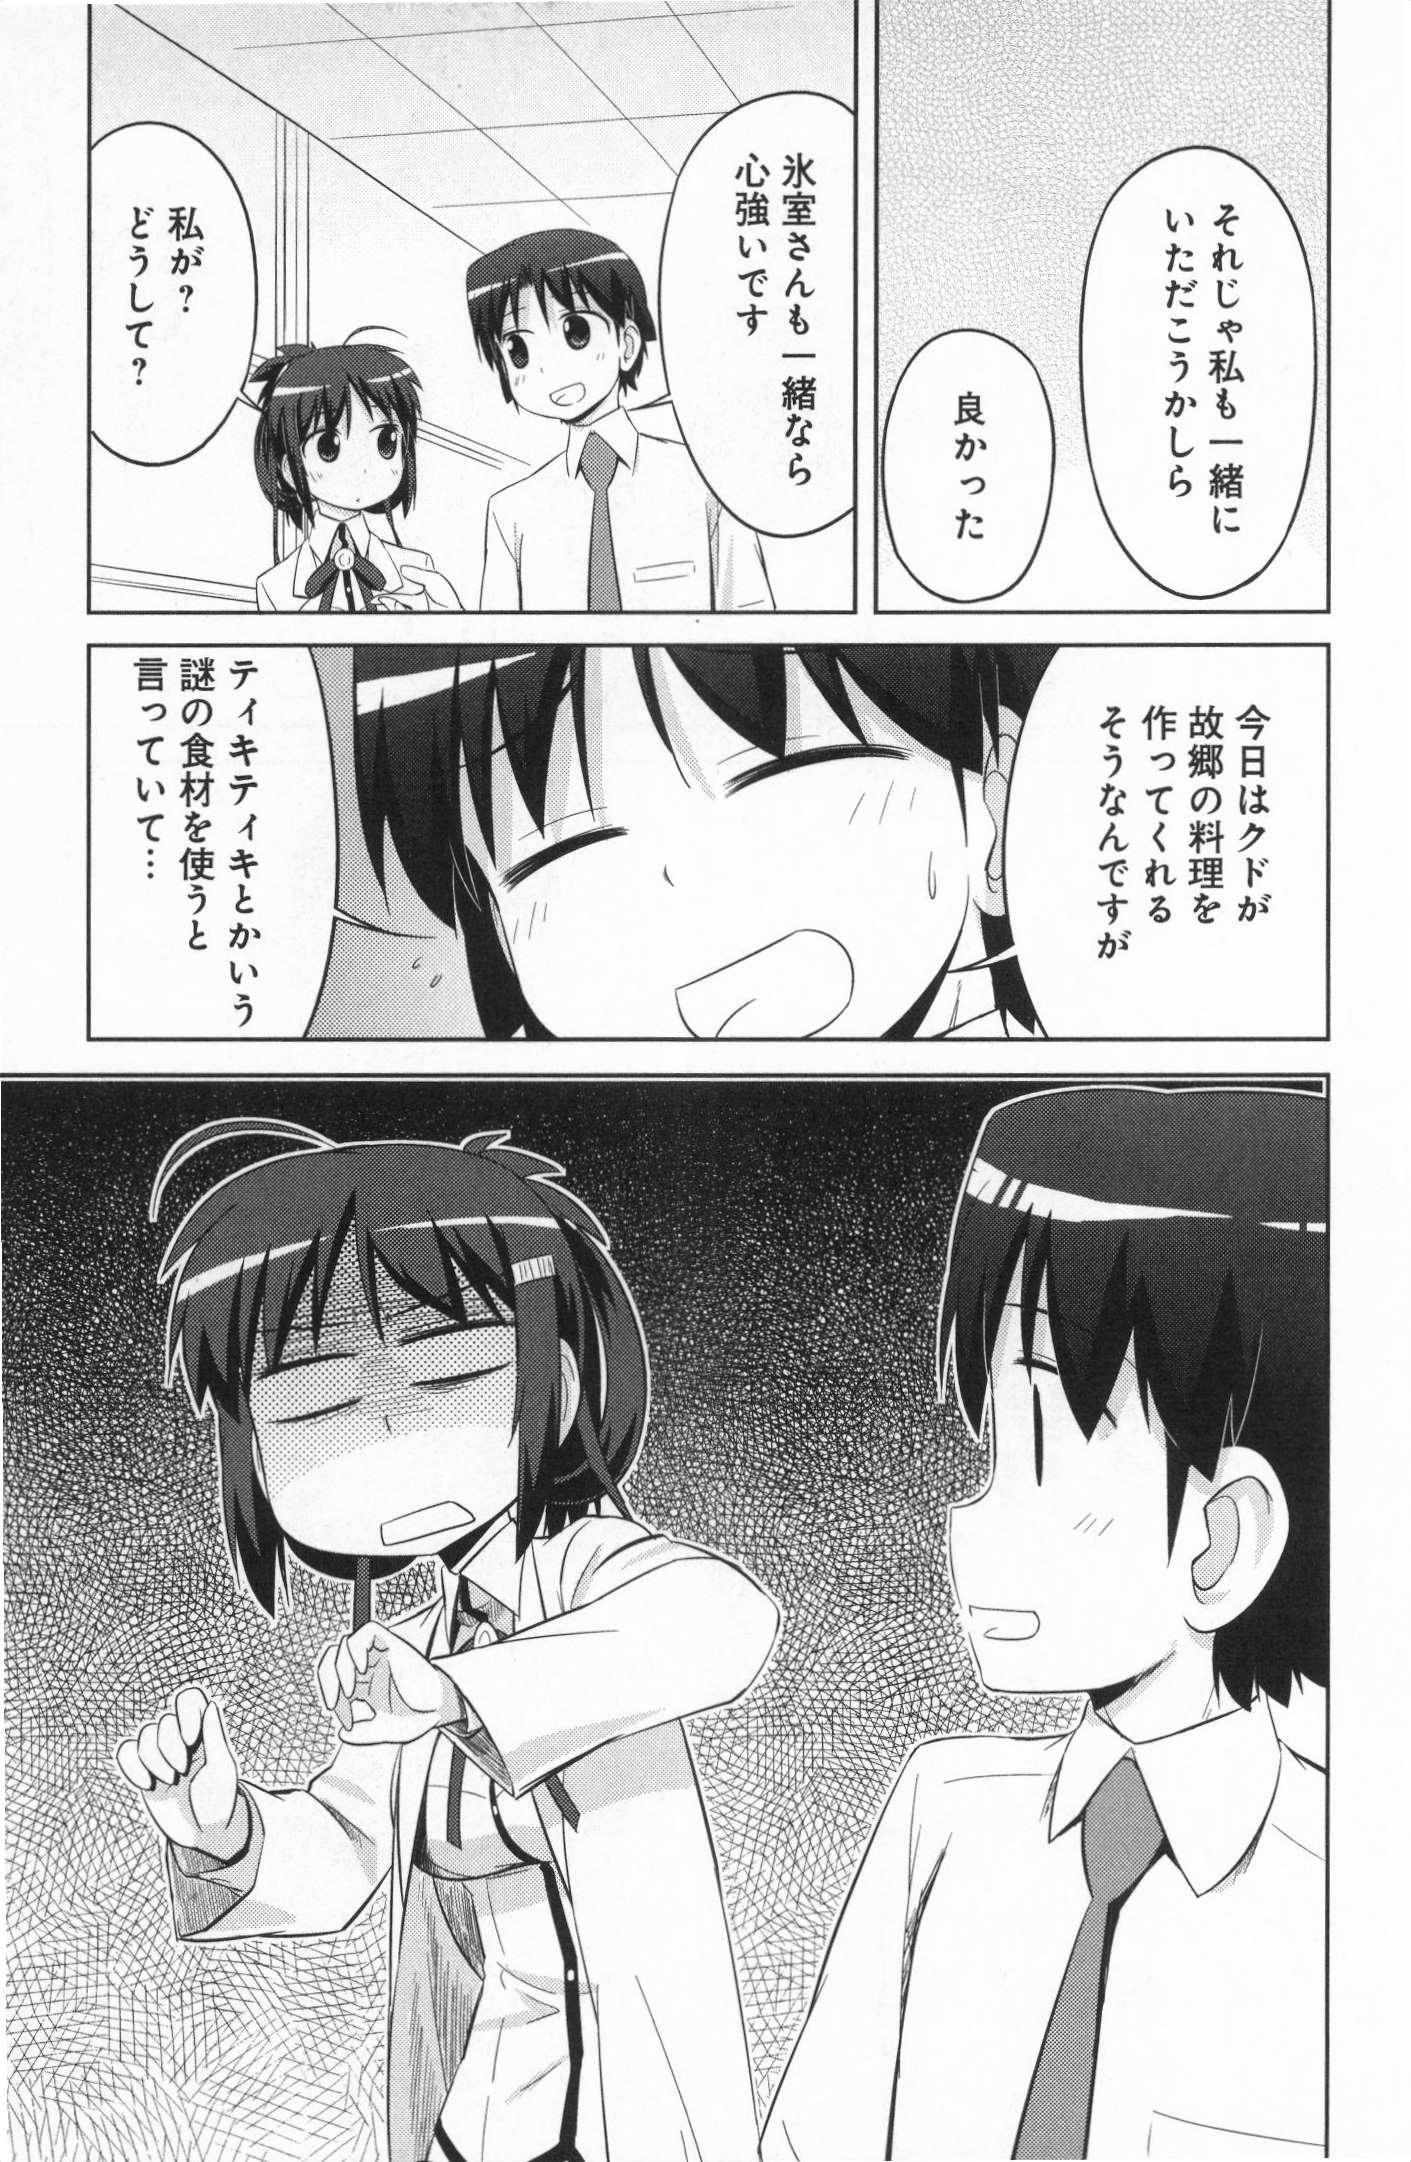 それじゃ私も一緒に
いただこうかしら
良かった
氷室さんも一緒なら
心強いです
私が？
どうして？
今日はクドが
故郷の料理を
作ってくれる
そうなんですが
ティキティキとかいう
謎の食材を使うと
言っていて…